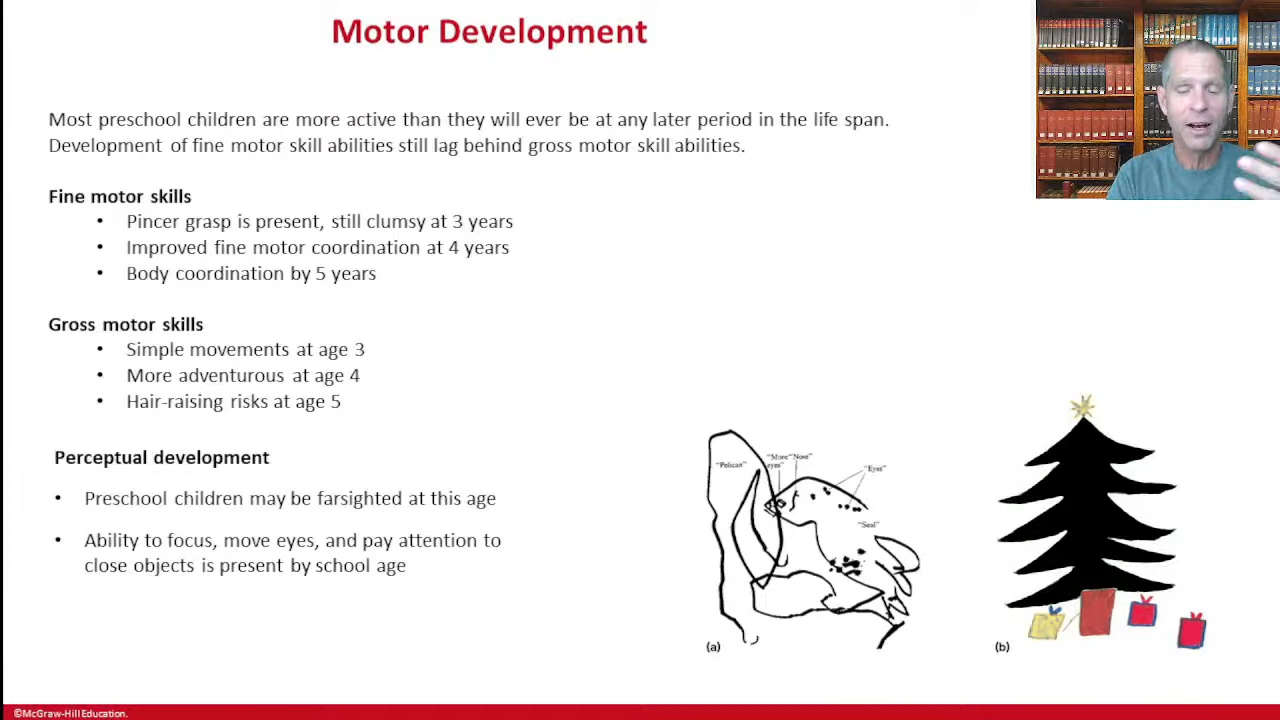 Motor Development
Most preschool children are more active than they will ever be at any later period in the life span.
Development of fine motor skill abilities still lag behind gross motor skill abilities.
Fine motor skills
• Pincer grasp is present, still clumsy at 3 years
• Improved fine motor coordination at 4 years
• Body coordination by 5 years
Gross motor skills
• Simple movements at age 3
• More adventurous at age 4
• Hair-raising risks at age 5
Perceptual development
• Preschool children may be farsighted at this age
• Ability to focus, move eyes, and pay attention to
close objects is present by school age
"Pelican"
"More
eyes"
"Nose"
"Eyes"
"Seal"
(a)
(b)
©McGraw-Hill Education.